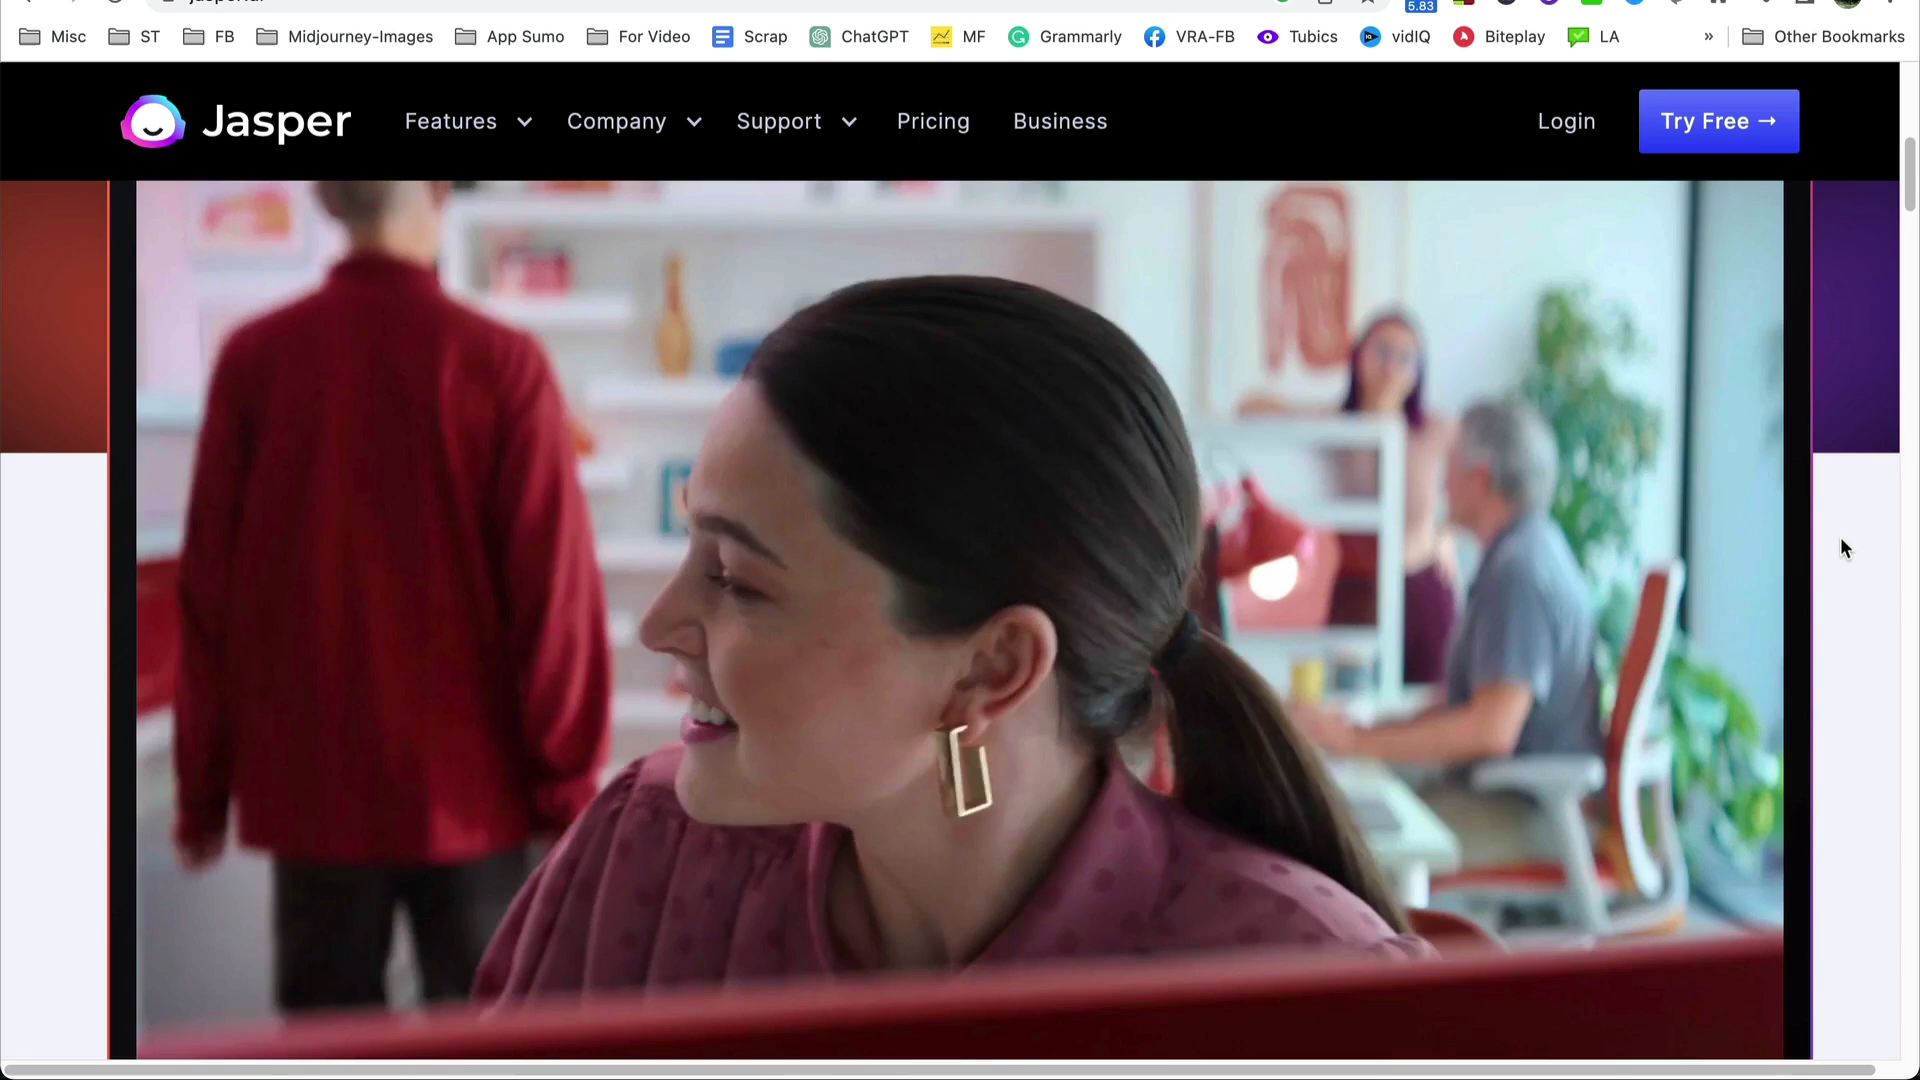 5.83
Misc ST FB Midjourney-Images App Sumo For Video Scrap ChatGPT MF Grammarly VRA-FB Tubics vidIQ Biteplay LA » Other Bookmarks
Jasper Features Company Support Pricing Business Login Try Free →